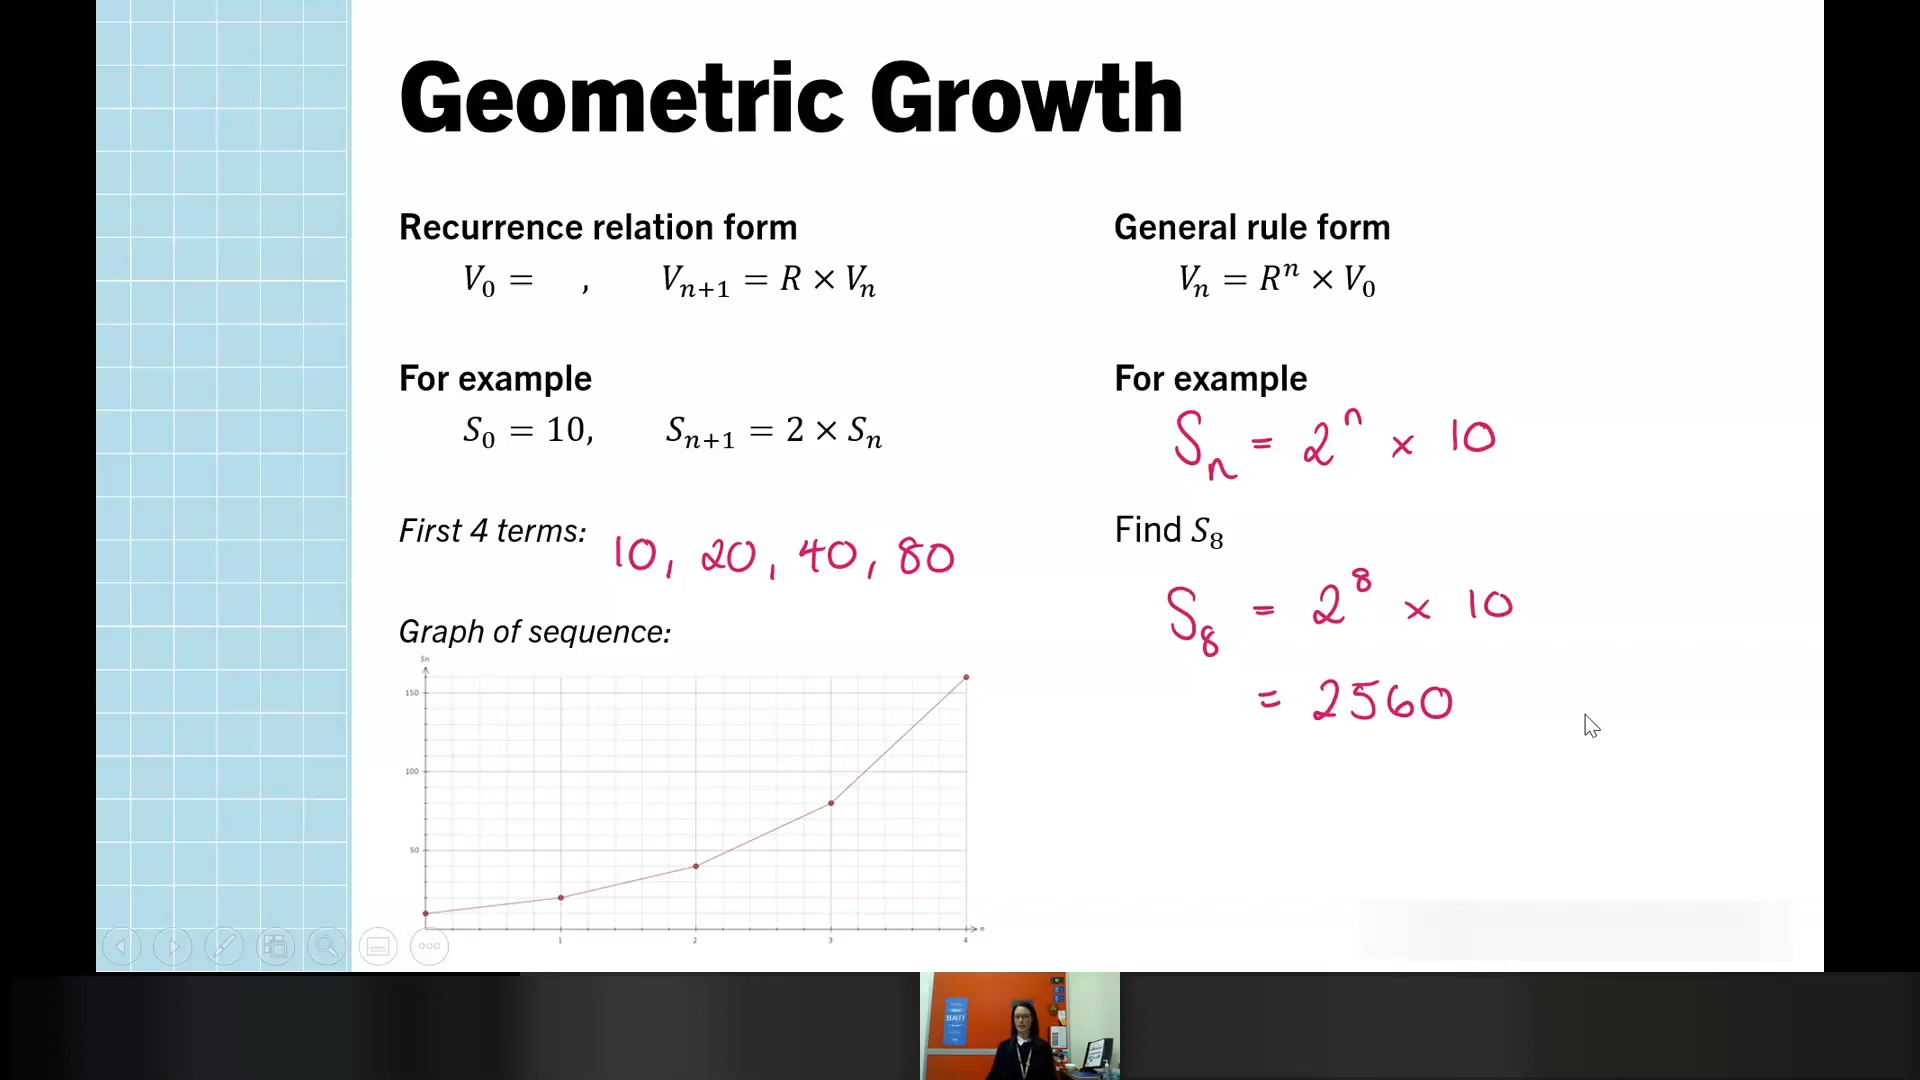 Geometric Growth
Recurrence relation form
V₀ = , Vₙ₊₁ = R × Vₙ
For example
S₀ = 10, Sₙ₊₁ = 2 × Sₙ
First 4 terms: 10, 20, 40, 80
Graph of sequence:
Sn
150
100
50
1 2 3 4
n
General rule form
Vₙ = Rⁿ × V₀
For example
Sₙ = 2ⁿ × 10
Find S₈
S₈ = 2⁸ × 10
= 2560
BEAUTY